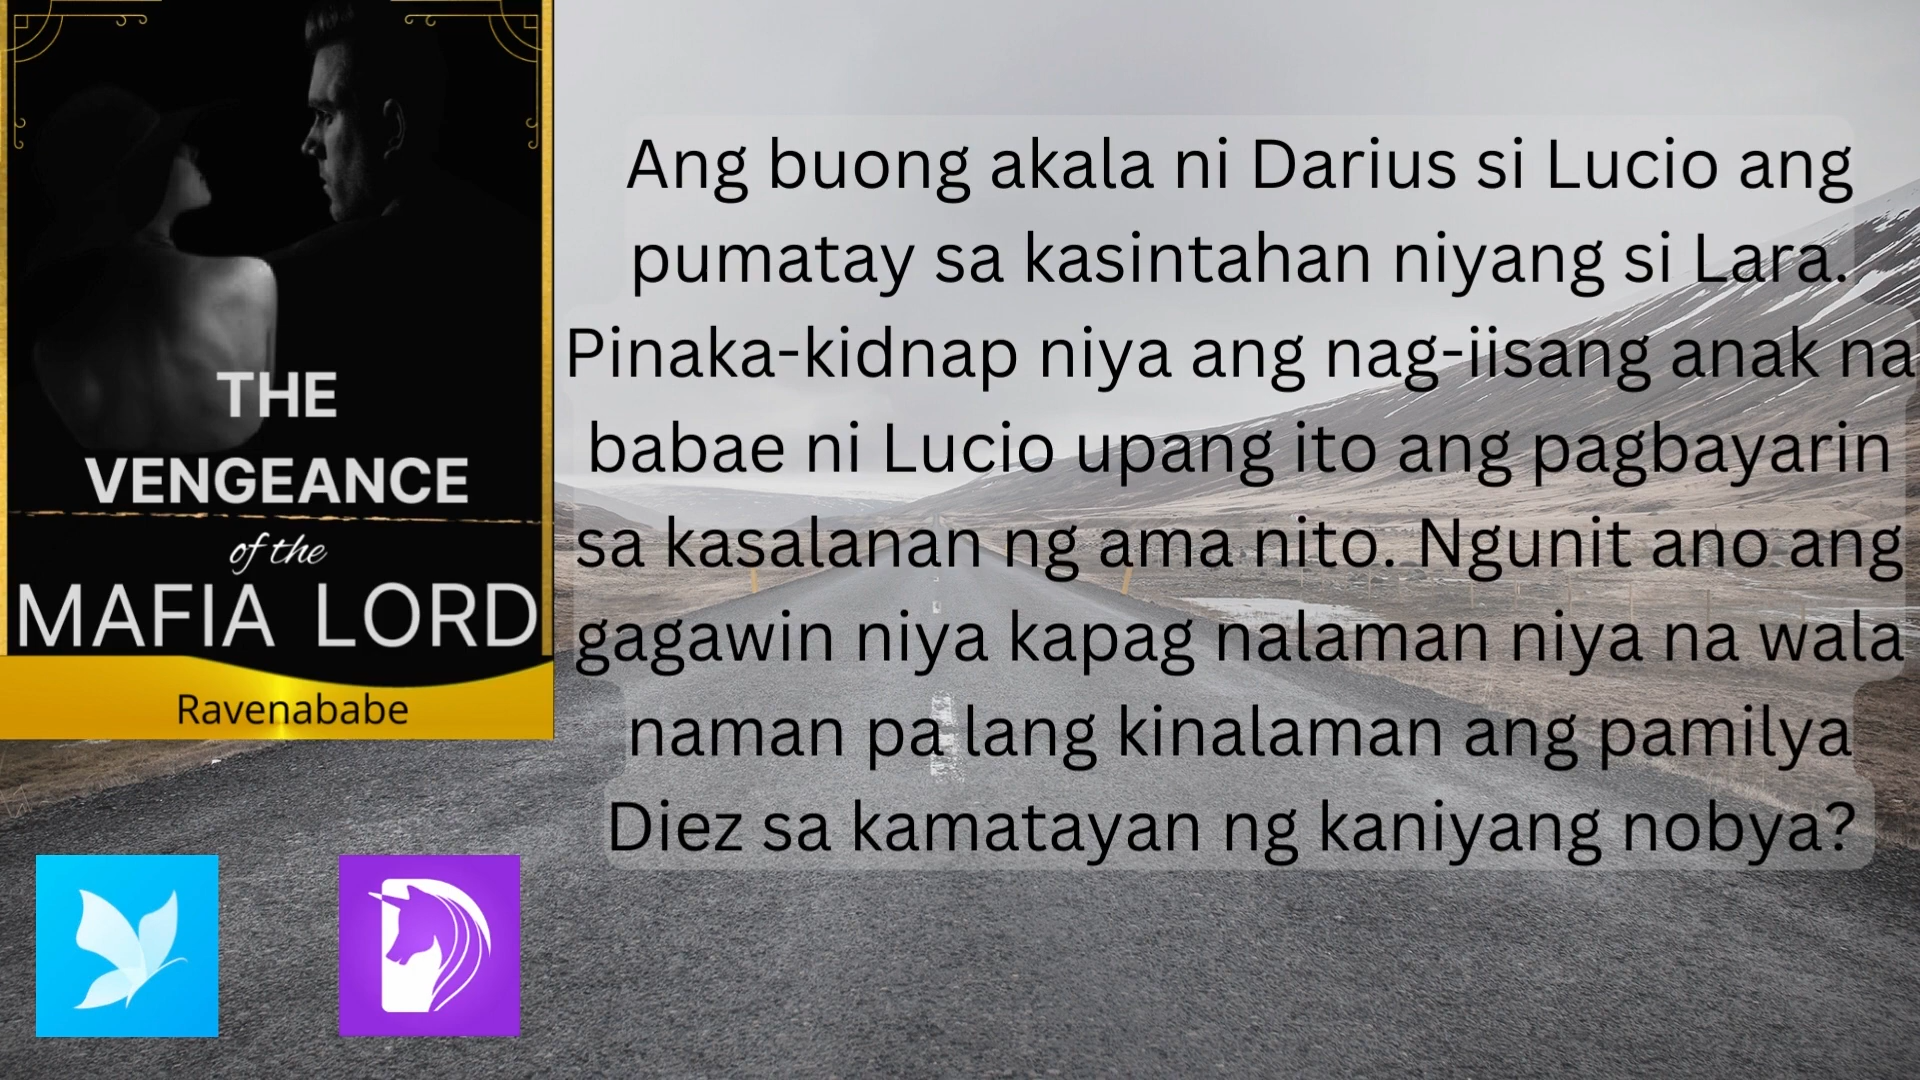 THE
VENGEANCE
of the
MAFIA LORD
Ravenababe
Ang buong akala ni Darius si Lucio ang
pumatay sa kasintahan niyang si Lara.
Pinaka-kidnap niya ang nag-iisang anak na
babae ni Lucio upang ito ang pagbayarin
sa kasalanan ng ama nito. Ngunit ano ang
gagawin niya kapag nalaman niya na wala
naman pa lang kinalaman ang pamilya
Diez sa kamatayan ng kaniyang nobya?